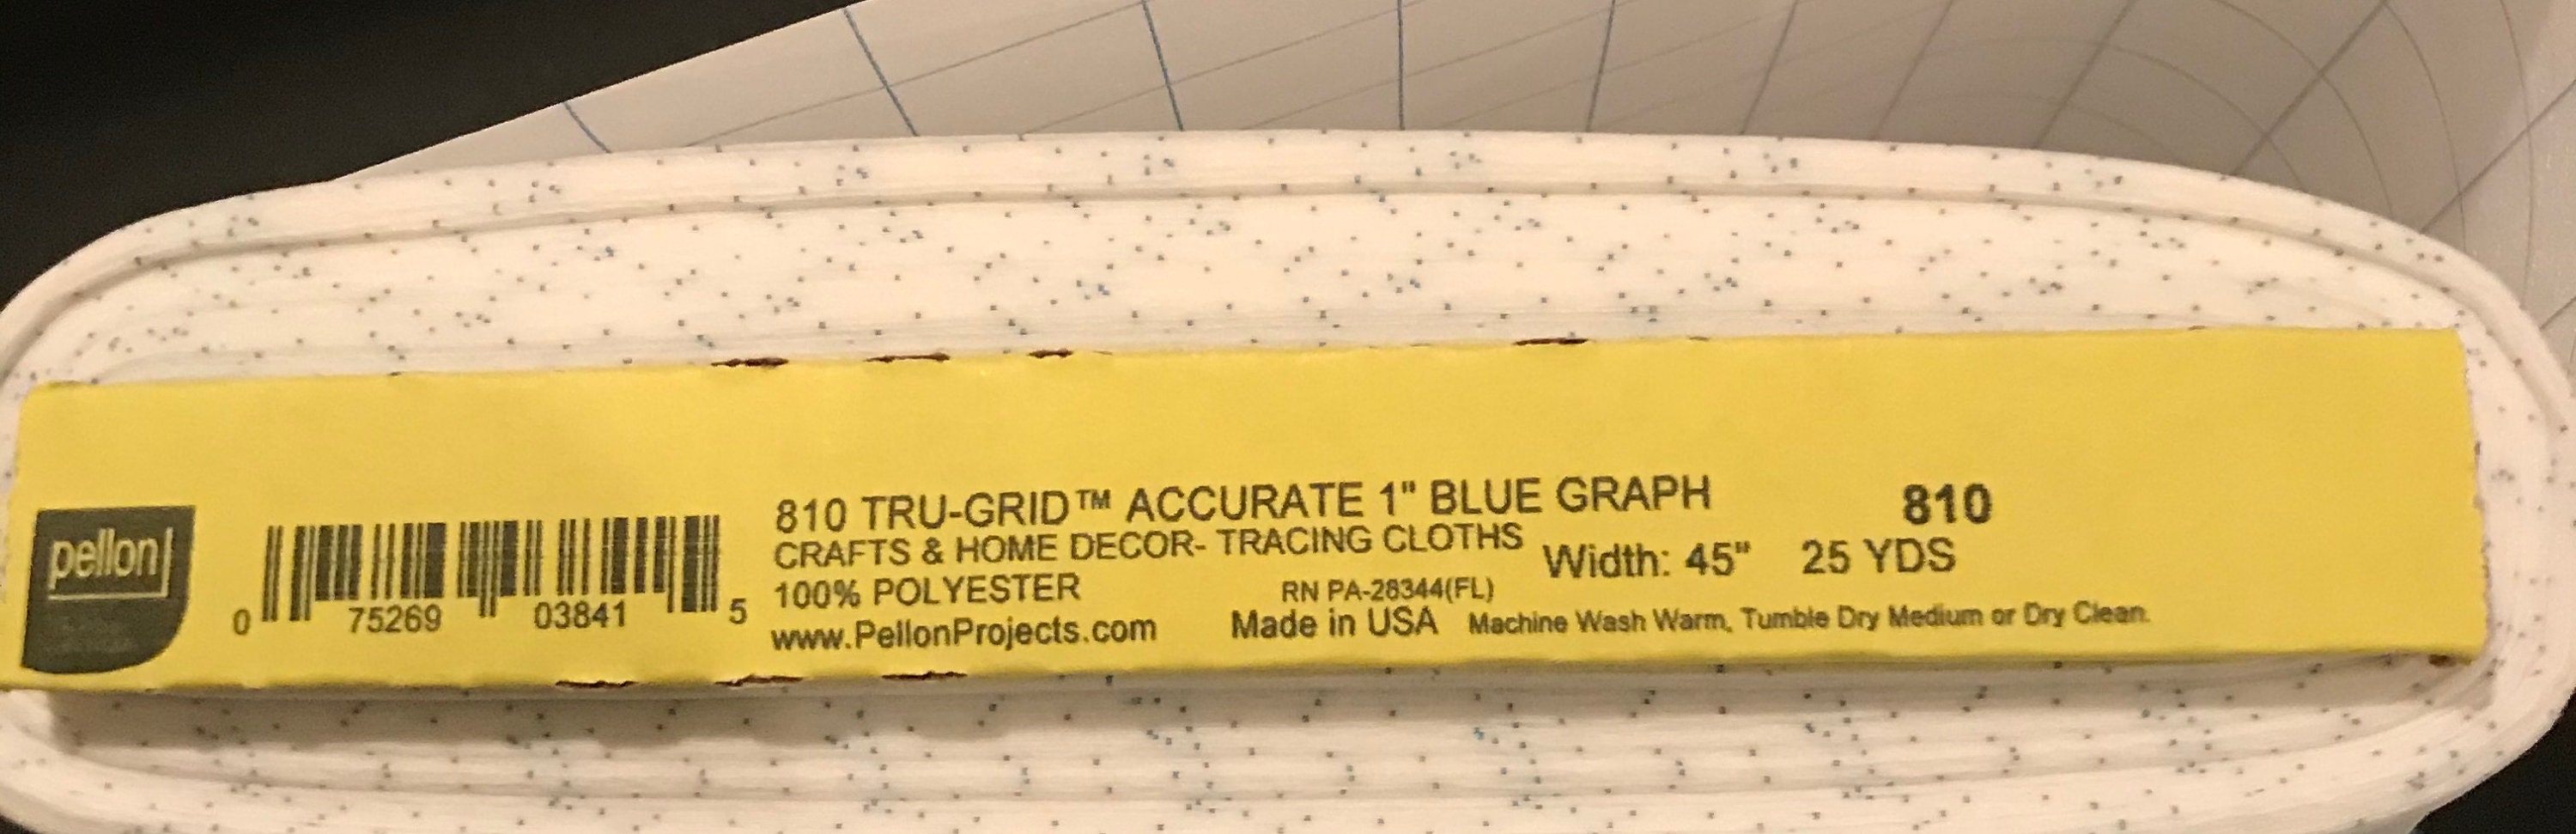 810 TRU-GRID™ ACCURATE 1" BLUE GRAPH 810
CRAFTS & HOME DECOR- TRACING CLOTHS Width: 45" 25 YDS
pellon
100% POLYESTER RN PA-28344(FL)
0 75269 03841 5
www.PellonProjects.com Made in USA Machine Wash Warm, Tumble Dry Medium or Dry Clean.